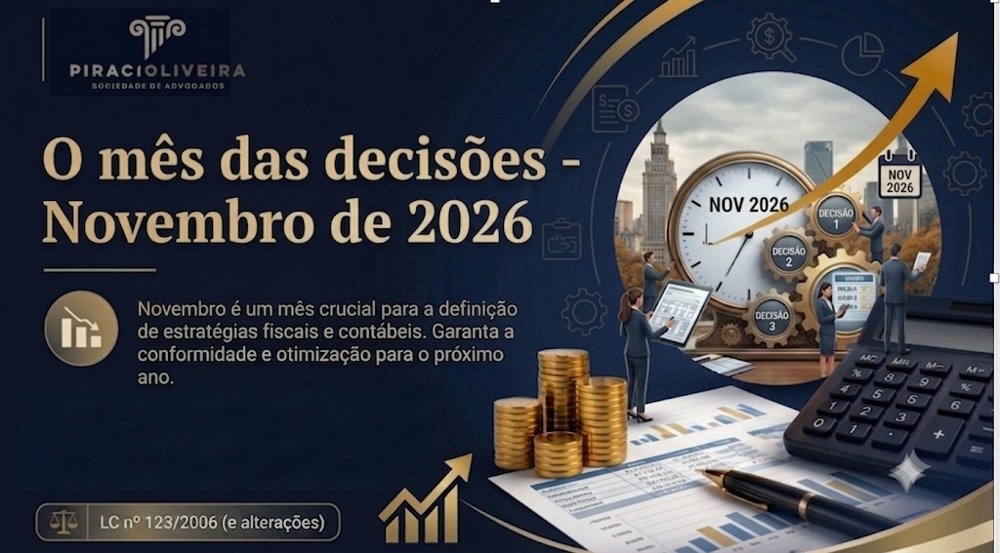 PIRACIOLIVEIRA
SOCIEDADE DE ADVOGADOS
O mês das decisões -
Novembro de 2026
Novembro é um mês crucial para a definição
de estratégias fiscais e contábeis. Garanta a
conformidade e otimização para o próximo
ano.
LC nº 123/2006 (e alterações)
NOV 2026
DECISÃO
1
DECISÃO
2
DECISÃO
3
NOV
2026